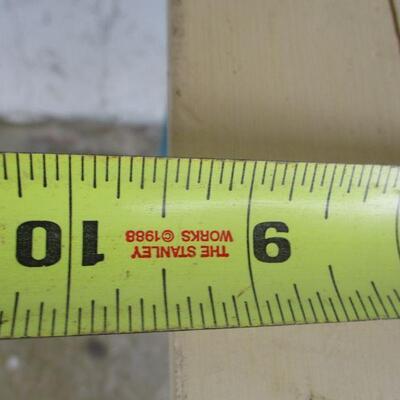 10
THE STANLEY
WORKS ©1988
9